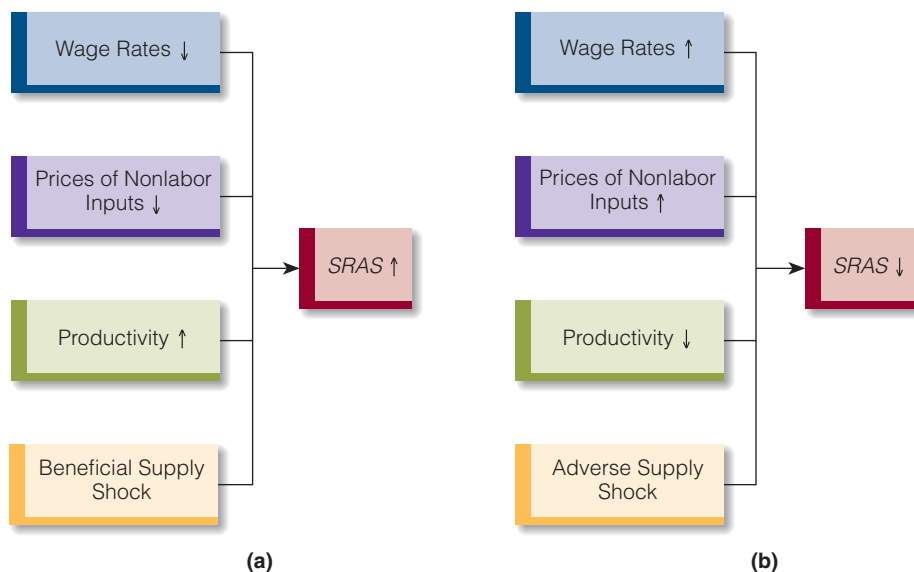 Wage Rates ↓
Prices of Nonlabor
Inputs ↓
SRAS ↑
Productivity ↑
Beneficial Supply
Shock
(a)
Wage Rates ↑
Prices of Nonlabor
Inputs ↑
SRAS ↓
Productivity ↓
Adverse Supply
Shock
(b)